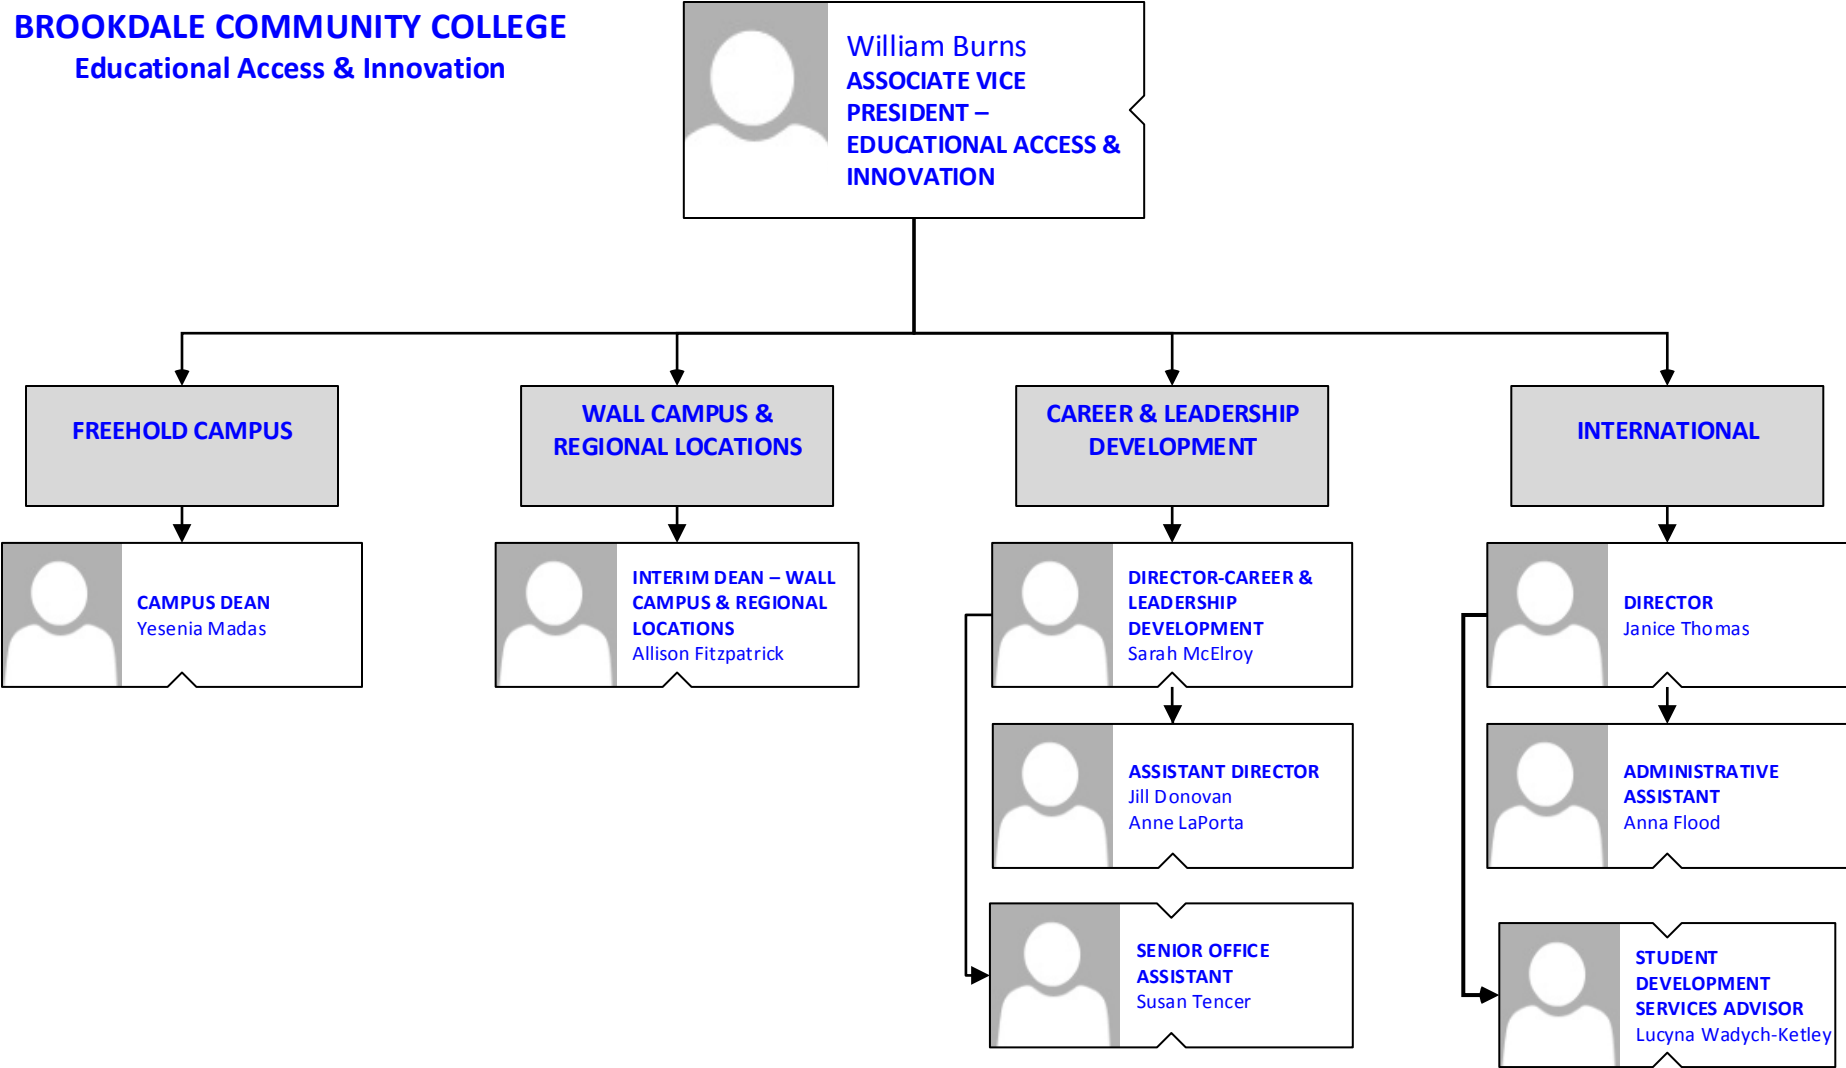 BROOKDALE COMMUNITY COLLEGE
Educational Access & Innovation
William Burns
ASSOCIATE VICE
PRESIDENT –
EDUCATIONAL ACCESS &
INNOVATION
FREEHOLD CAMPUS
WALL CAMPUS &
REGIONAL LOCATIONS
CAREER & LEADERSHIP
DEVELOPMENT
INTERNATIONAL
CAMPUS DEAN
Yesenia Madas
INTERIM DEAN – WALL
CAMPUS & REGIONAL
LOCATIONS
Allison Fitzpatrick
DIRECTOR-CAREER &
LEADERSHIP
DEVELOPMENT
Sarah McElroy
DIRECTOR
Janice Thomas
ASSISTANT DIRECTOR
Jill Donovan
Anne LaPorta
ADMINISTRATIVE
ASSISTANT
Anna Flood
SENIOR OFFICE
ASSISTANT
Susan Tencer
STUDENT
DEVELOPMENT
SERVICES ADVISOR
Lucyna Wadych-Ketley